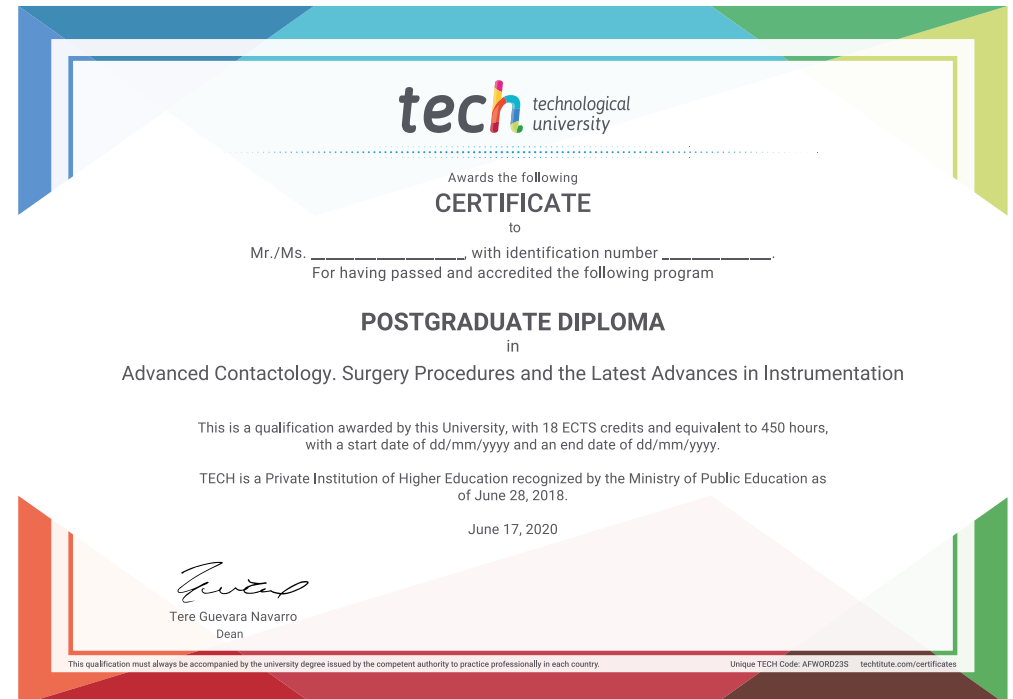 tech technological
university
Awards the following
CERTIFICATE
to
Mr./Ms. ____________________, with identification number ______________.
For having passed and accredited the following program
POSTGRADUATE DIPLOMA
in
Advanced Contactology. Surgery Procedures and the Latest Advances in Instrumentation
This is a qualification awarded by this University, with 18 ECTS credits and equivalent to 450 hours,
with a start date of dd/mm/yyyy and an end date of dd/mm/yyyy.
TECH is a Private Institution of Higher Education recognized by the Ministry of Public Education as
of June 28, 2018.
June 17, 2020
Tere Guevara Navarro
Dean
This qualification must always be accompanied by the university degree issued by the competent authority to practice professionally in each country.
Unique TECH Code: AFWORD23S techtitute.com/certificates